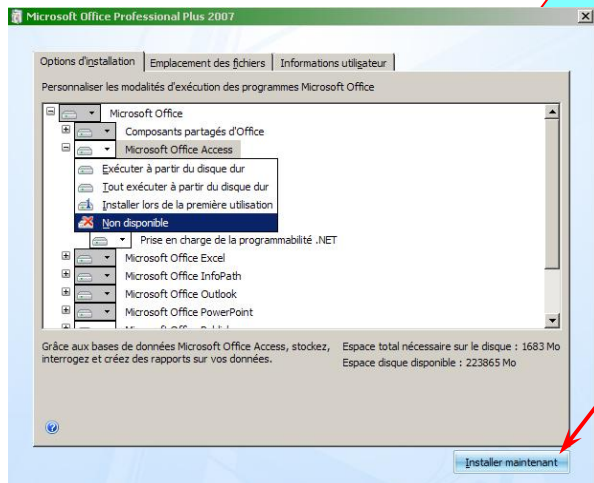 Microsoft Office Professional Plus 2007
Options d'installation
Emplacement des fichiers
Informations utilisateur
Personnaliser les modalités d'exécution des programmes Microsoft Office
Microsoft Office
Composants partagés d'Office
Microsoft Office Access
Exécuter à partir du disque dur
Tout exécuter à partir du disque dur
Installer lors de la première utilisation
Non disponible
Prise en charge de la programmabilité .NET
Microsoft Office Excel
Microsoft Office InfoPath
Microsoft Office Outlook
Microsoft Office PowerPoint
Grâce aux bases de données Microsoft Office Access, stockez,
interrogez et créez des rapports sur vos données.
Espace total nécessaire sur le disque : 1683 Mo
Espace disque disponible : 223865 Mo
Installer maintenant